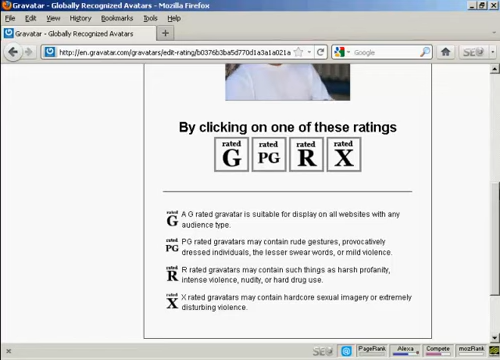 Gravatar - Globally Recognized Avatars - Mozilla Firefox
File Edit View History Bookmarks Tools Help
Gravatar - Globally Recognized Avatars
http://en.gravatar.com/gravatars/edit-rating/b0376b3ba5d770d1a3a1a021a
Google
SEO
By clicking on one of these ratings
rated G rated PG rated R rated X
rated G A G rated gravatar is suitable for display on all websites with any
audience type.
rated PG PG rated gravatars may contain rude gestures, provocatively
dressed individuals, the lesser swear words, or mild violence.
rated R R rated gravatars may contain such things as harsh profanity,
intense violence, nudity, or hard drug use.
rated X X rated gravatars may contain hardcore sexual imagery or extremely
disturbing violence.
SEO PageRank Alexa Compete mozRank